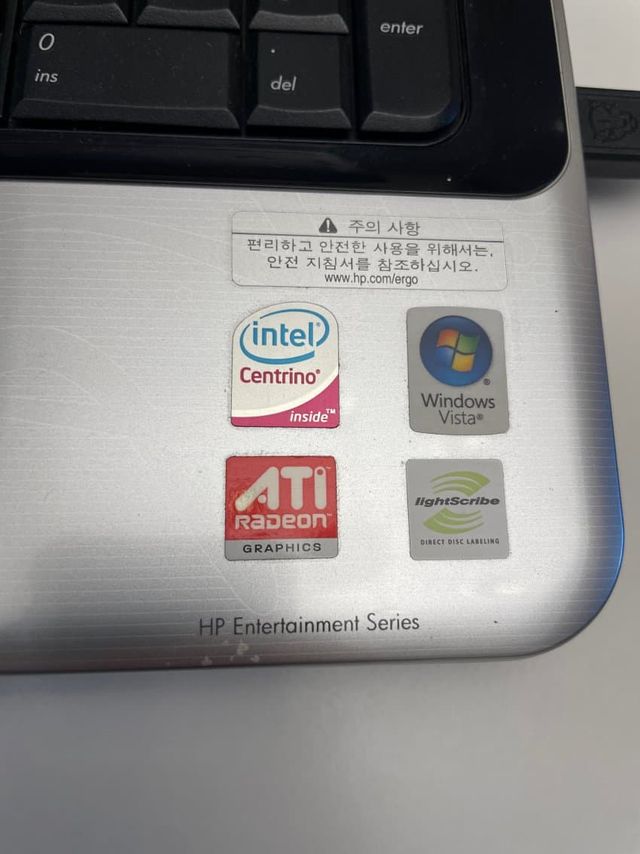 0
ins
.
del
enter
주의 사항
편리하고 안전한 사용을 위해서는,
안전 지침서를 참조하십시오.
www.hp.com/ergo
intel®
Centrino®
inside™
Windows
Vista®
ATi
RaDeon™
GRAPHICS
lightScribe
DIRECT DISC LABELING
HP Entertainment Series